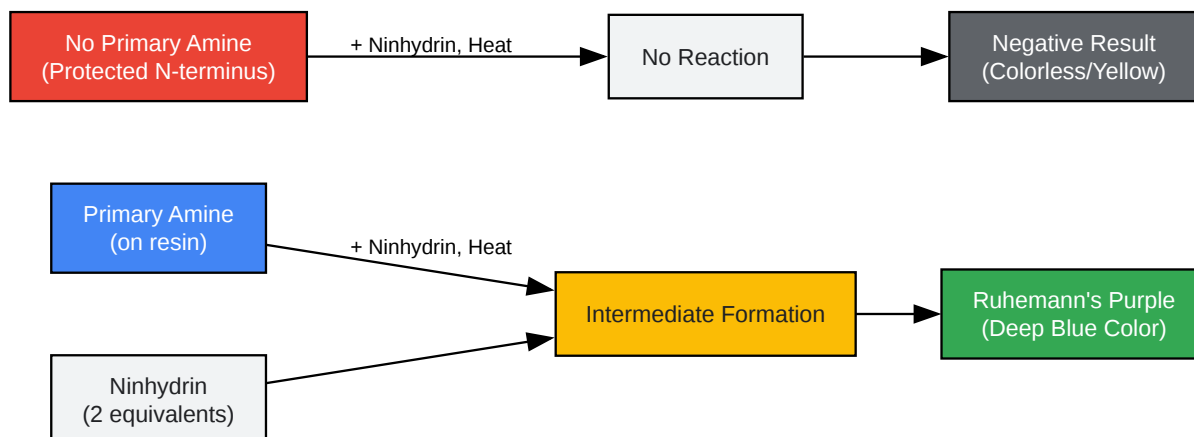 No Primary Amine
(Protected N-terminus)
+ Ninhydrin, Heat
No Reaction
Negative Result
(Colorless/Yellow)
Primary Amine
(on resin)
+ Ninhydrin, Heat
Intermediate Formation
Ruhemann's Purple
(Deep Blue Color)
Ninhydrin
(2 equivalents)